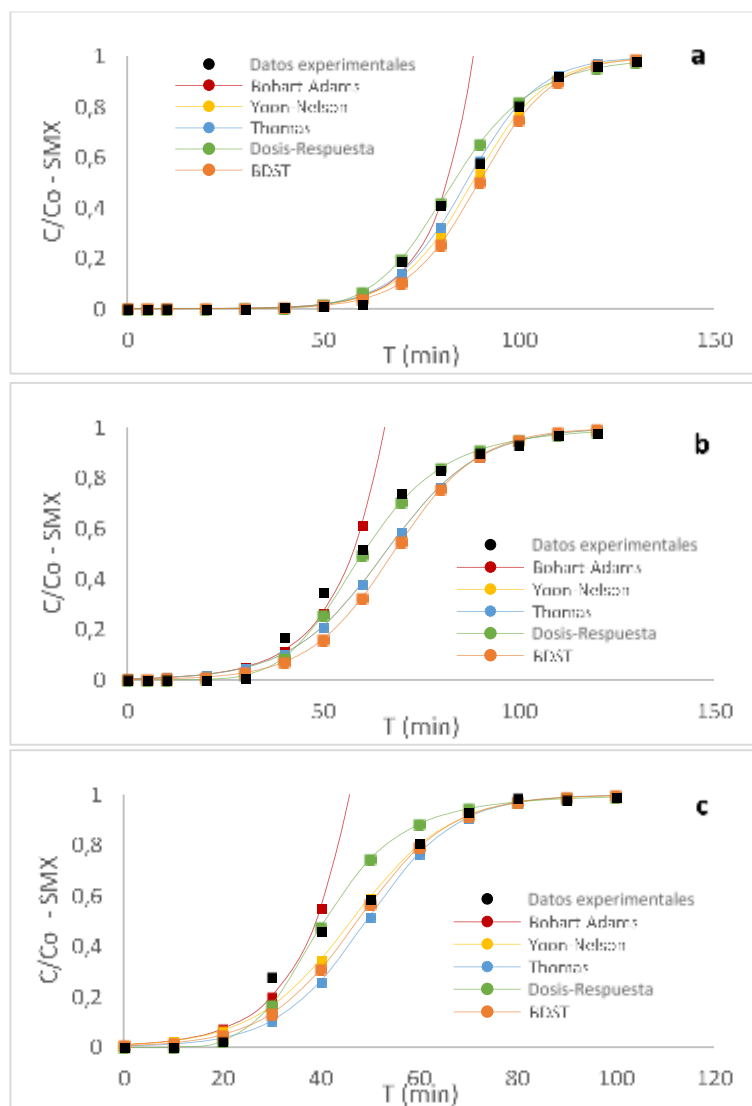 a
1
0,8
0,6
0,4
0,2
0
C/Co - SMX
Datos experimentales
Bohart-Adams
Yoon-Nelson
Thomas
Dosis-Respuesta
BDST
0 50 100 150
T (min)
b
1
0,8
0,6
0,4
0,2
0
C/Co - SMX
Datos experimentales
Bohart-Adams
Yoon-Nelson
Thomas
Dosis-Respuesta
BDST
0 50 100 150
T (min)
c
1
0,8
0,6
0,4
0,2
0
C/Co - SMX
Datos experimentales
Bohart-Adams
Yoon-Nelson
Thomas
Dosis-Respuesta
BDST
0 20 40 60 80 100 120
T (min)